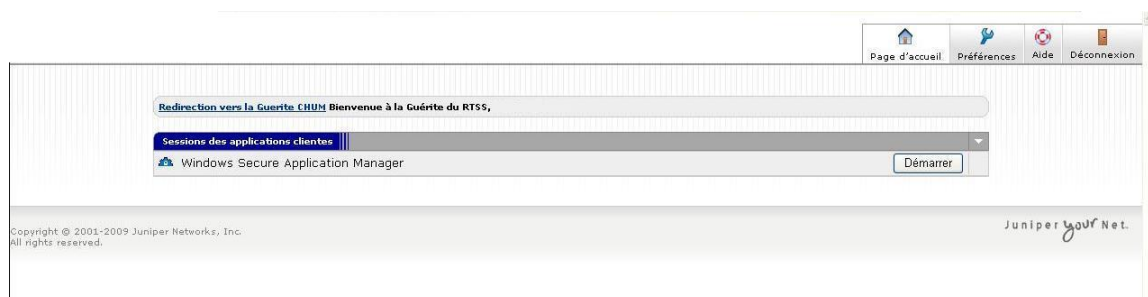 Page d'accueil Préférences Aide Déconnexion
Redirection vers la Guerite CHUM Bienvenue à la Guérite du RTSS,
Sessions des applications clientes
Windows Secure Application Manager Démarrer
Copyright © 2001-2009 Juniper Networks, Inc.
All rights reserved.
Juniper your Net.